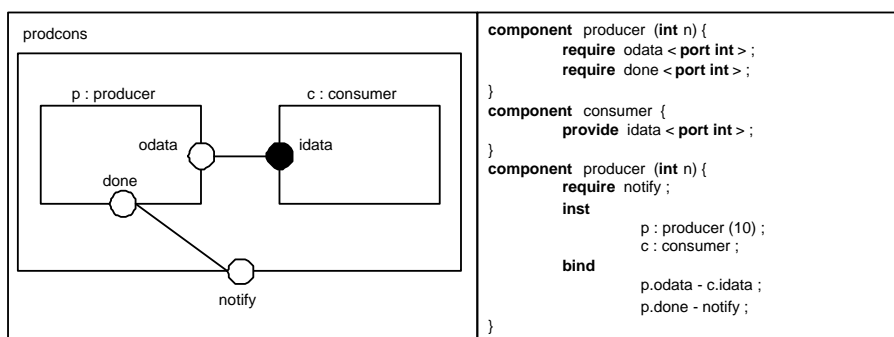 prodcons
p : producer
c : consumer
odata
idata
done
notify
component producer (int n) {
require odata < port int > ;
require done < port int > ;
}
component consumer {
provide idata < port int > ;
}
component producer (int n) {
require notify ;
inst
p : producer (10) ;
c : consumer ;
bind
p.odata - c.idata ;
p.done - notify ;
}